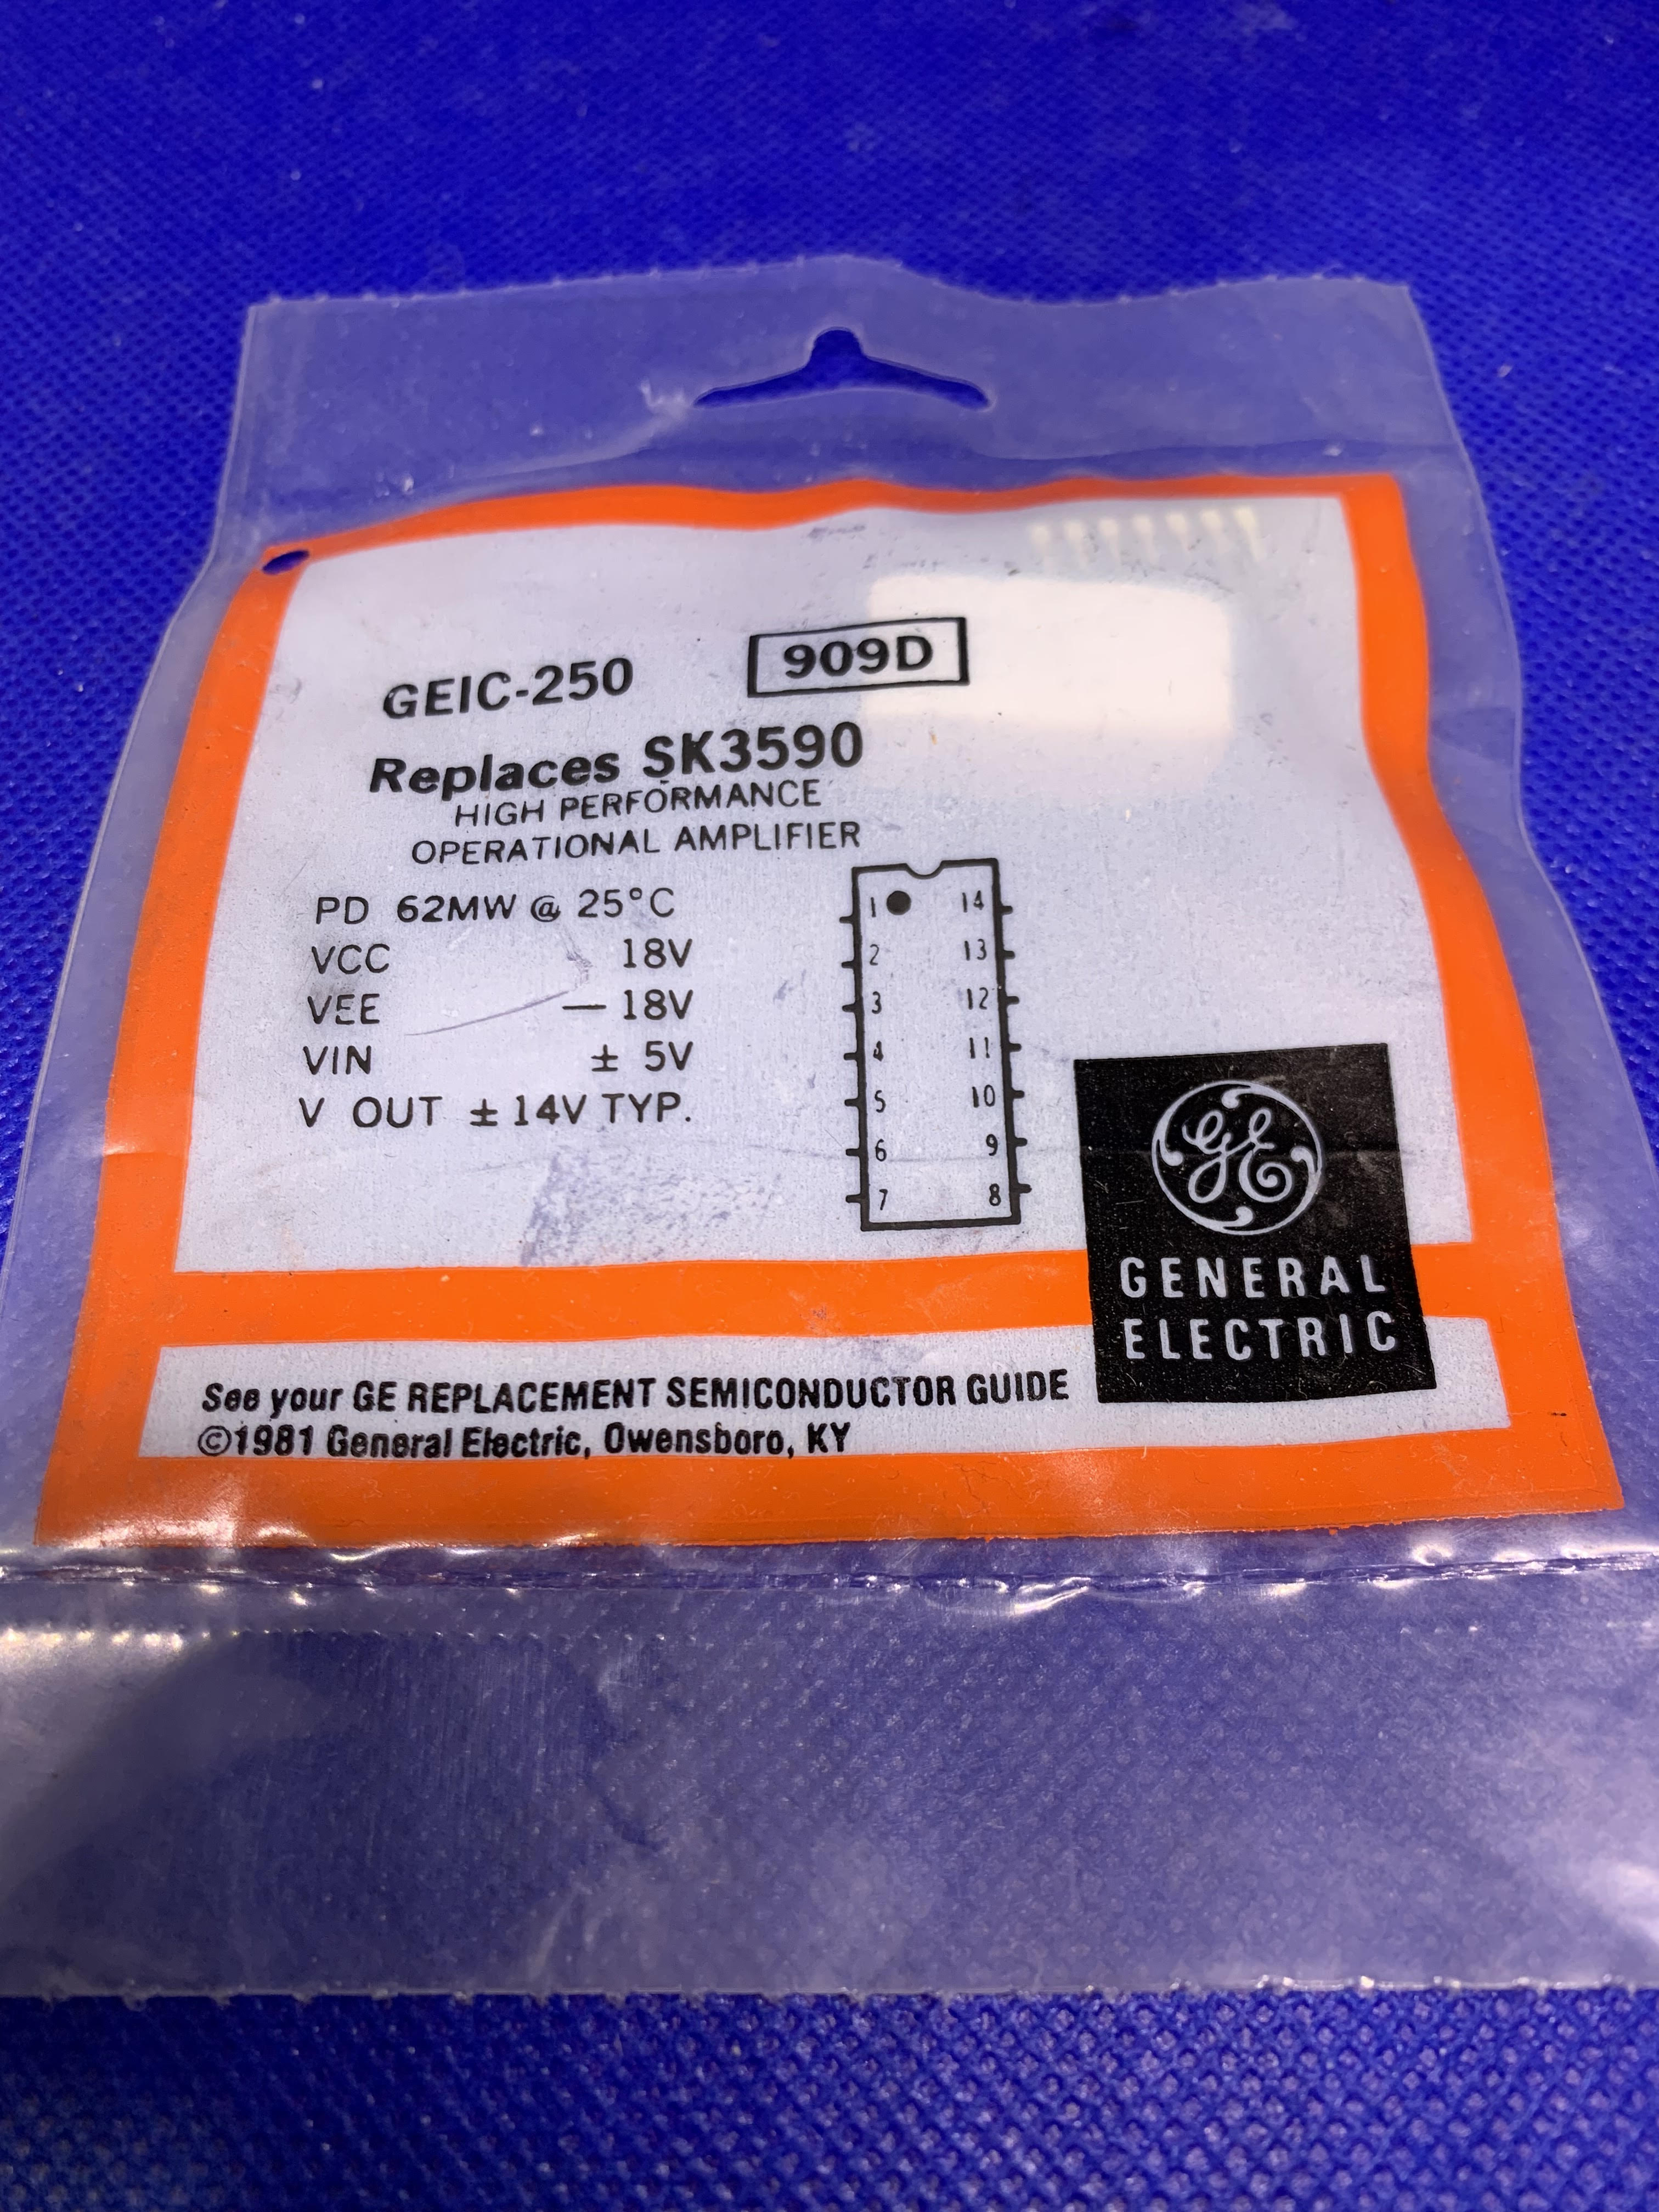 GEIC-250 909D
Replaces SK3590
HIGH PERFORMANCE
OPERATIONAL AMPLIFIER
PD 62MW @ 25°C
VCC 18V
VEE — 18V
VIN ± 5V
V OUT ± 14V TYP.
1 14
2 13
3 12
4 11
5 10
6 9
7 8
GE
GENERAL
ELECTRIC
See your GE REPLACEMENT SEMICONDUCTOR GUIDE
©1981 General Electric, Owensboro, KY